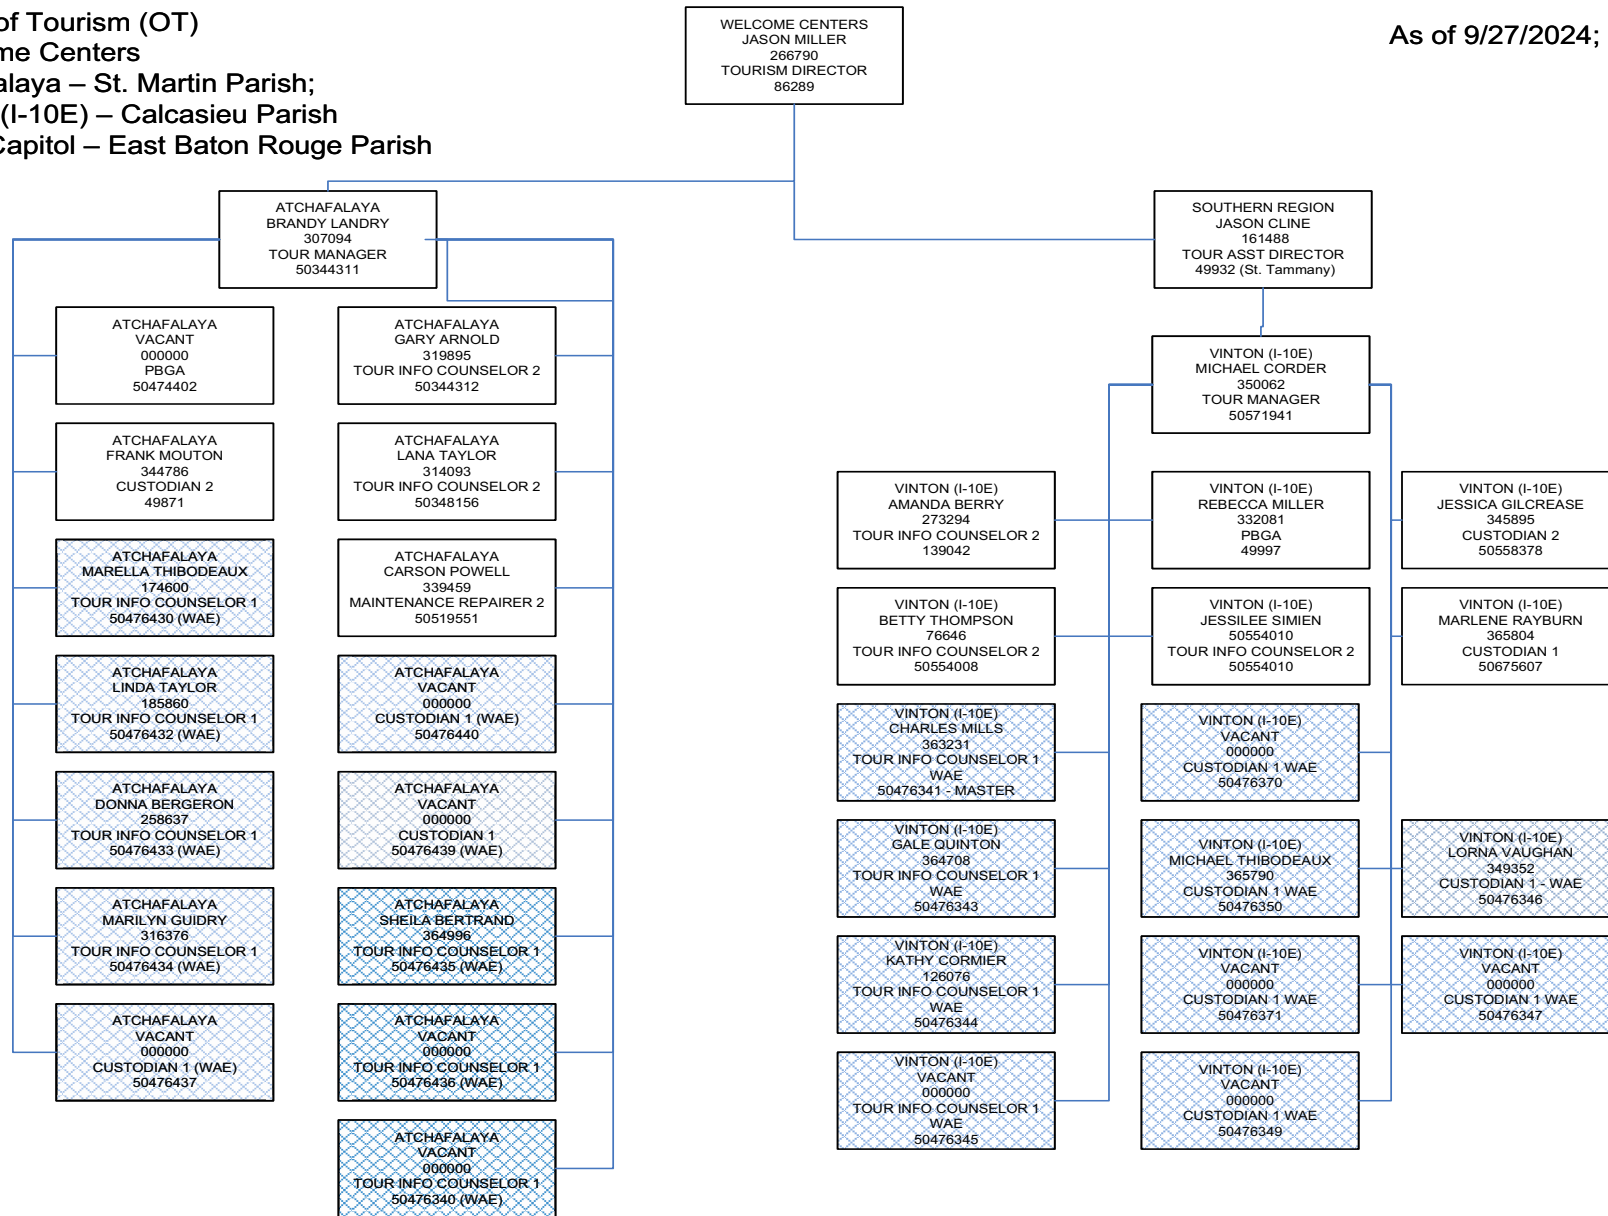 of Tourism (OT)
me Centers
alaya – St. Martin Parish;
(I-10E) – Calcasieu Parish
Capitol – East Baton Rouge Parish
As of 9/27/2024;
WELCOME CENTERS
JASON MILLER
266790
TOURISM DIRECTOR
86289
ATCHAFALAYA
BRANDY LANDRY
307094
TOUR MANAGER
50344311
SOUTHERN REGION
JASON CLINE
161488
TOUR ASST DIRECTOR
49932 (St. Tammany)
ATCHAFALAYA
VACANT
000000
PBGA
50474402
ATCHAFALAYA
FRANK MOUTON
344786
CUSTODIAN 2
49871
ATCHAFALAYA
MARELLA THIBODEAUX
174600
TOUR INFO COUNSELOR 1
50476430 (WAE)
ATCHAFALAYA
LINDA TAYLOR
185860
TOUR INFO COUNSELOR 1
50476432 (WAE)
ATCHAFALAYA
DONNA BERGERON
258637
TOUR INFO COUNSELOR 1
50476433 (WAE)
ATCHAFALAYA
MARILYN GUIDRY
316376
TOUR INFO COUNSELOR 1
50476434 (WAE)
ATCHAFALAYA
VACANT
000000
CUSTODIAN 1 (WAE)
50476437
ATCHAFALAYA
GARY ARNOLD
319895
TOUR INFO COUNSELOR 2
50344312
ATCHAFALAYA
LANA TAYLOR
314093
TOUR INFO COUNSELOR 2
50348156
ATCHAFALAYA
CARSON POWELL
339459
MAINTENANCE REPAIRER 2
50519551
ATCHAFALAYA
VACANT
000000
CUSTODIAN 1 (WAE)
50476440
ATCHAFALAYA
VACANT
000000
CUSTODIAN 1
50476439 (WAE)
ATCHAFALAYA
SHEILA BERTRAND
364996
TOUR INFO COUNSELOR 1
50476435 (WAE)
ATCHAFALAYA
VACANT
000000
TOUR INFO COUNSELOR 1
50476436 (WAE)
ATCHAFALAYA
VACANT
000000
TOUR INFO COUNSELOR 1
50476340 (WAE)
VINTON (I-10E)
MICHAEL CORDER
350062
TOUR MANAGER
50571941
VINTON (I-10E)
AMANDA BERRY
273294
TOUR INFO COUNSELOR 2
139042
VINTON (I-10E)
BETTY THOMPSON
76646
TOUR INFO COUNSELOR 2
50554008
VINTON (I-10E)
CHARLES MILLS
363231
TOUR INFO COUNSELOR 1
WAE
50476341 - MASTER
VINTON (I-10E)
GALE QUINTON
364708
TOUR INFO COUNSELOR 1
WAE
50476343
VINTON (I-10E)
KATHY CORMIER
126076
TOUR INFO COUNSELOR 1
WAE
50476344
VINTON (I-10E)
VACANT
000000
TOUR INFO COUNSELOR 1
WAE
50476345
VINTON (I-10E)
REBECCA MILLER
332081
PBGA
49997
VINTON (I-10E)
JESSILEE SIMIEN
50554010
TOUR INFO COUNSELOR 2
50554010
VINTON (I-10E)
VACANT
000000
CUSTODIAN 1 WAE
50476370
VINTON (I-10E)
MICHAEL THIBODEAUX
365790
CUSTODIAN 1 WAE
50476350
VINTON (I-10E)
VACANT
000000
CUSTODIAN 1 WAE
50476371
VINTON (I-10E)
VACANT
000000
CUSTODIAN 1 WAE
50476349
VINTON (I-10E)
JESSICA GILCREASE
345895
CUSTODIAN 2
50558378
VINTON (I-10E)
MARLENE RAYBURN
365804
CUSTODIAN 1
50675607
VINTON (I-10E)
LORNA VAUGHAN
349352
CUSTODIAN 1 - WAE
50476346
VINTON (I-10E)
VACANT
000000
CUSTODIAN 1 WAE
50476347